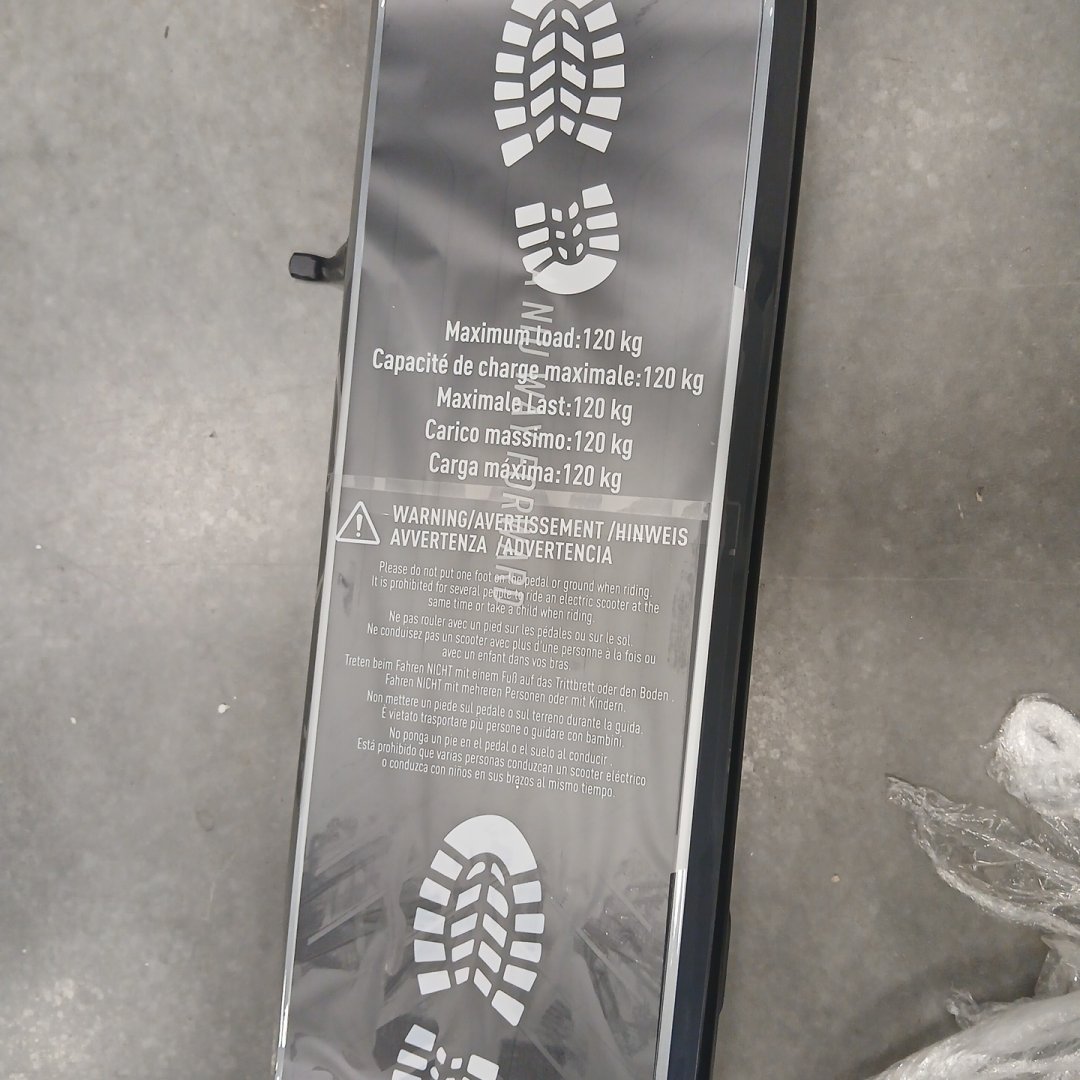 Maximum load:120 kg
Capacité de charge maximale:120 kg
Maximale Last:120 kg
Carico massimo:120 kg
Carga máxima:120 kg
A NIU WAY FORWARD
WARNING/AVERTISSEMENT /HINWEIS
AVVERTENZA /ADVERTENCIA
Please do not put one foot on the pedal or ground when riding.
It is prohibited for several people to ride an electric scooter at the
same time or take a child when riding.
Ne pas rouler avec un pied sur les pédales ou sur le sol.
Ne conduisez pas un scooter avec plus d'une personne à la fois ou
avec un enfant dans vos bras.
Treten beim Fahren NICHT mit einem Fuß auf das Trittbrett oder den Boden.
Fahren NICHT mit mehreren Personen oder mit Kindern.
Non mettere un piede sul pedale o sul terreno durante la guida.
È vietato trasportare più persone o guidare con bambini.
No ponga un pie en el pedal o el suelo al conducir.
Está prohibido que varias personas conduzcan un scooter eléctrico
o conduzca con niños en sus brazos al mismo tiempo.